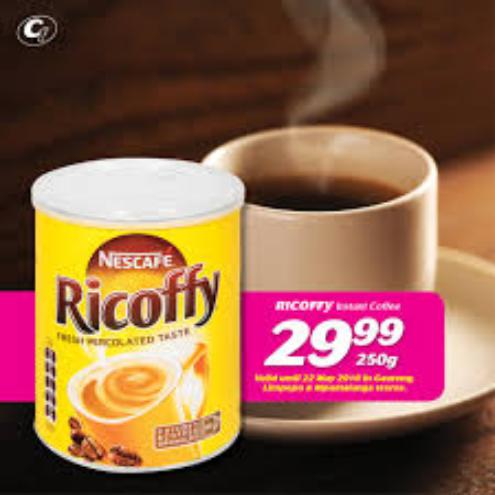 NESCAFÉ
Ricoffy
FRESH PERCOLATED TASTE
RICOFFY Instant Coffee
29.99
250g
Valid until 22 May 2016 in Gauteng,
Limpopo & Mpumalanga stores.